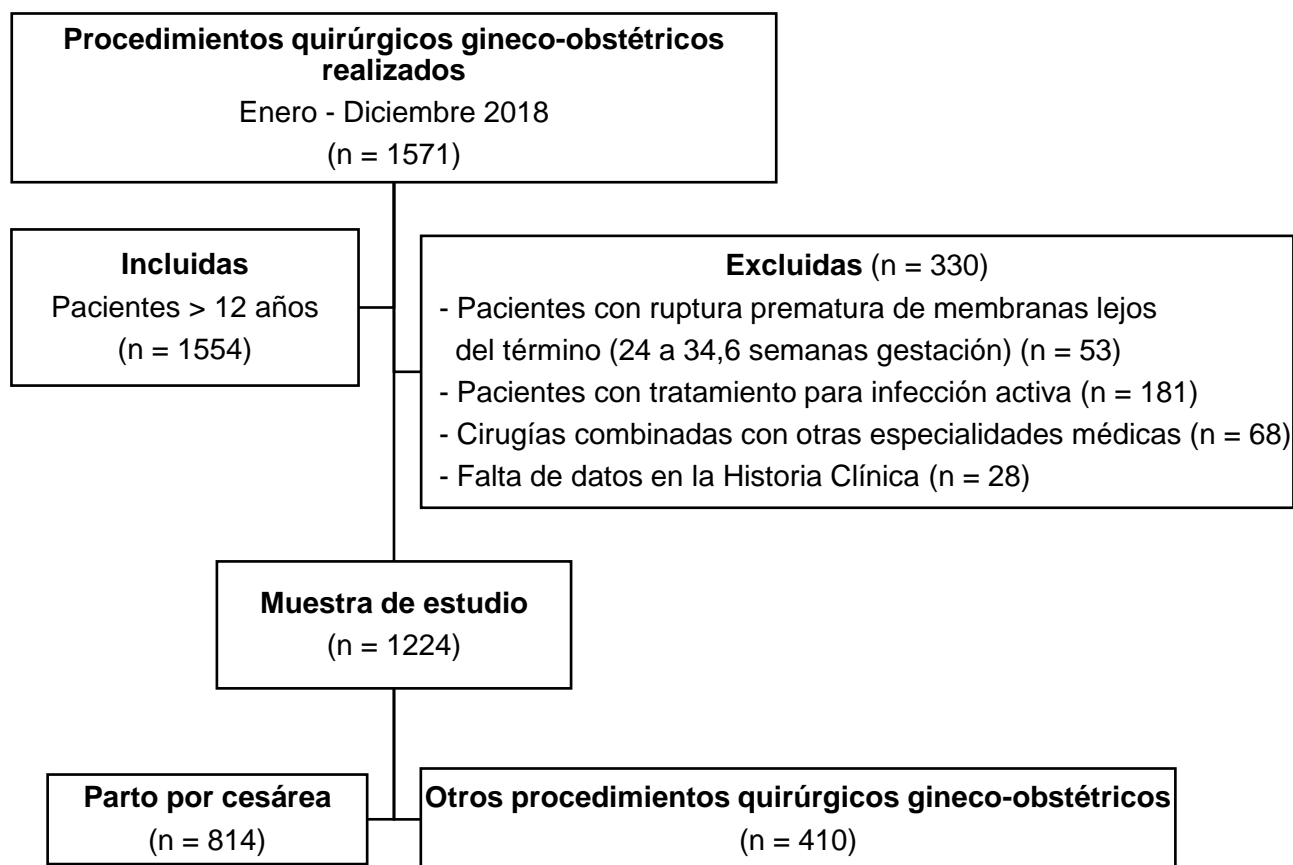 Procedimientos quirúrgicos gineco-obstétricos
realizados
Enero - Diciembre 2018
(n = 1571)
Incluidas
Pacientes > 12 años
(n = 1554)
Excluidas (n = 330)
- Pacientes con ruptura prematura de membranas lejos
del término (24 a 34,6 semanas gestación) (n = 53)
- Pacientes con tratamiento para infección activa (n = 181)
- Cirugías combinadas con otras especialidades médicas (n = 68)
- Falta de datos en la Historia Clínica (n = 28)
Muestra de estudio
(n = 1224)
Parto por cesárea
(n = 814)
Otros procedimientos quirúrgicos gineco-obstétricos
(n = 410)